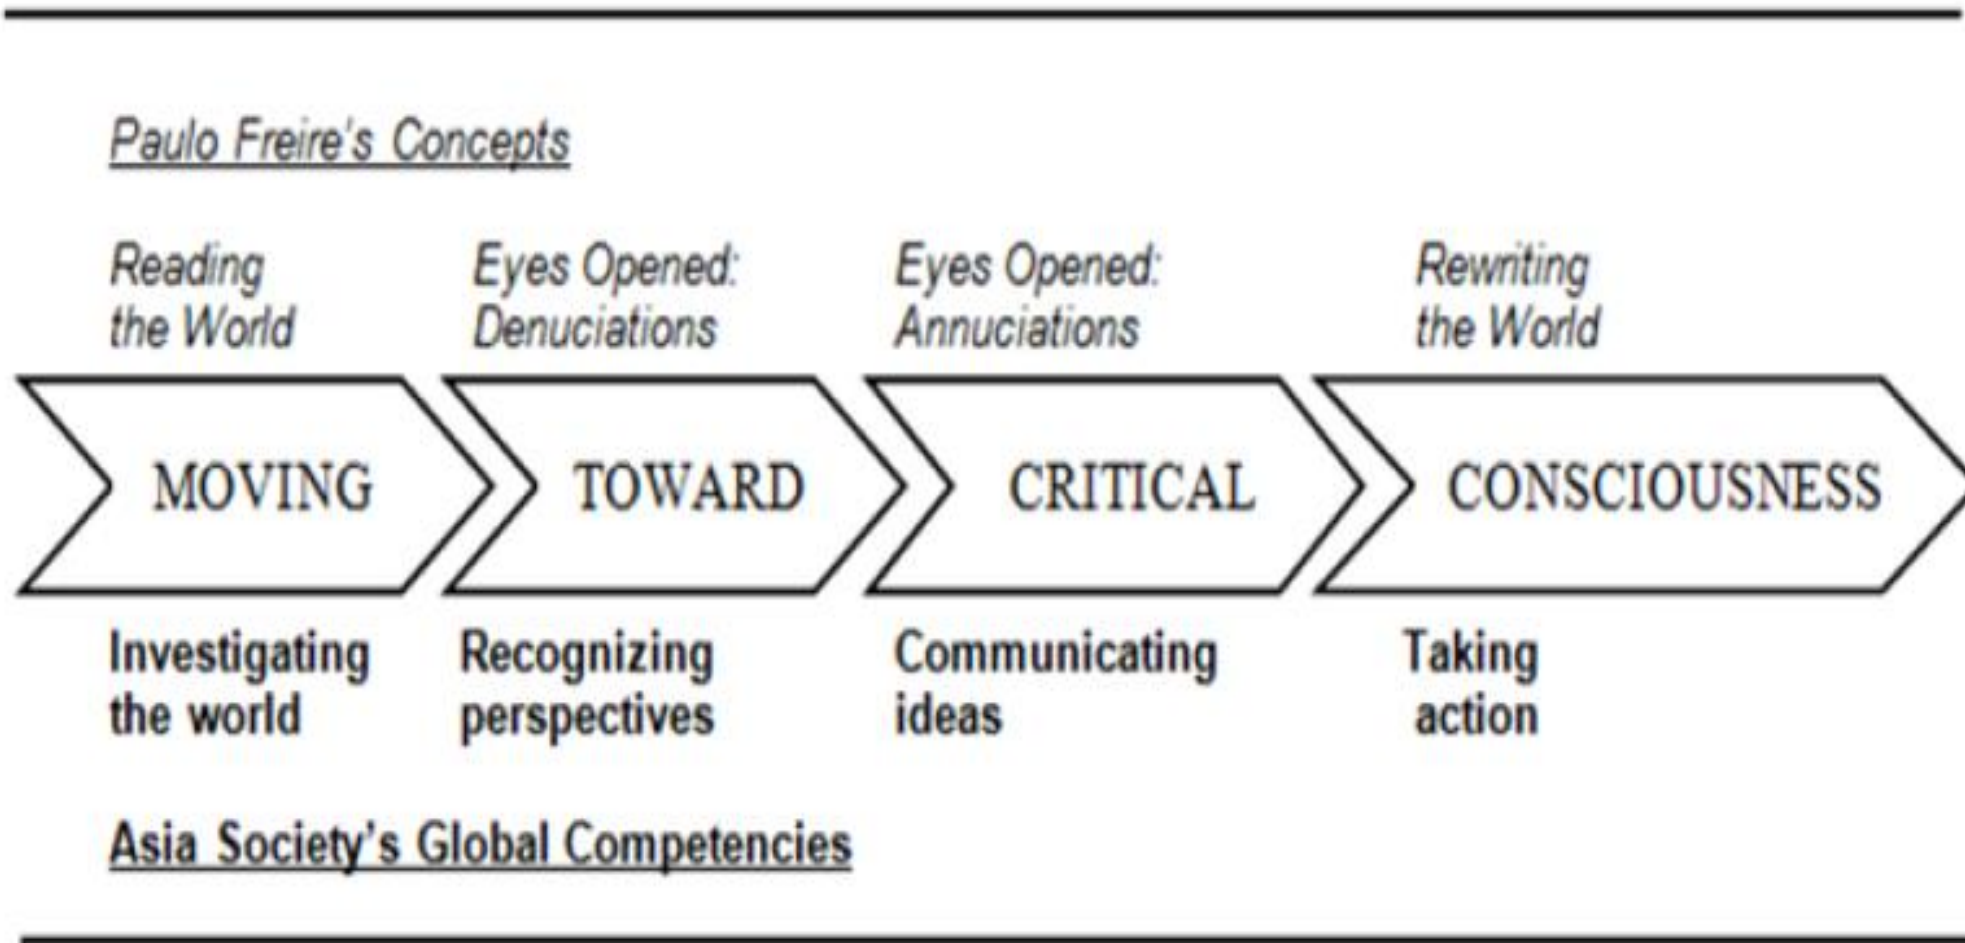 Paulo Freire's Concepts
Reading
the World
Eyes Opened:
Denuciations
Eyes Opened:
Annuciations
Rewriting
the World
MOVING
TOWARD
CRITICAL
CONSCIOUSNESS
Investigating
the world
Recognizing
perspectives
Communicating
ideas
Taking
action
Asia Society's Global Competencies